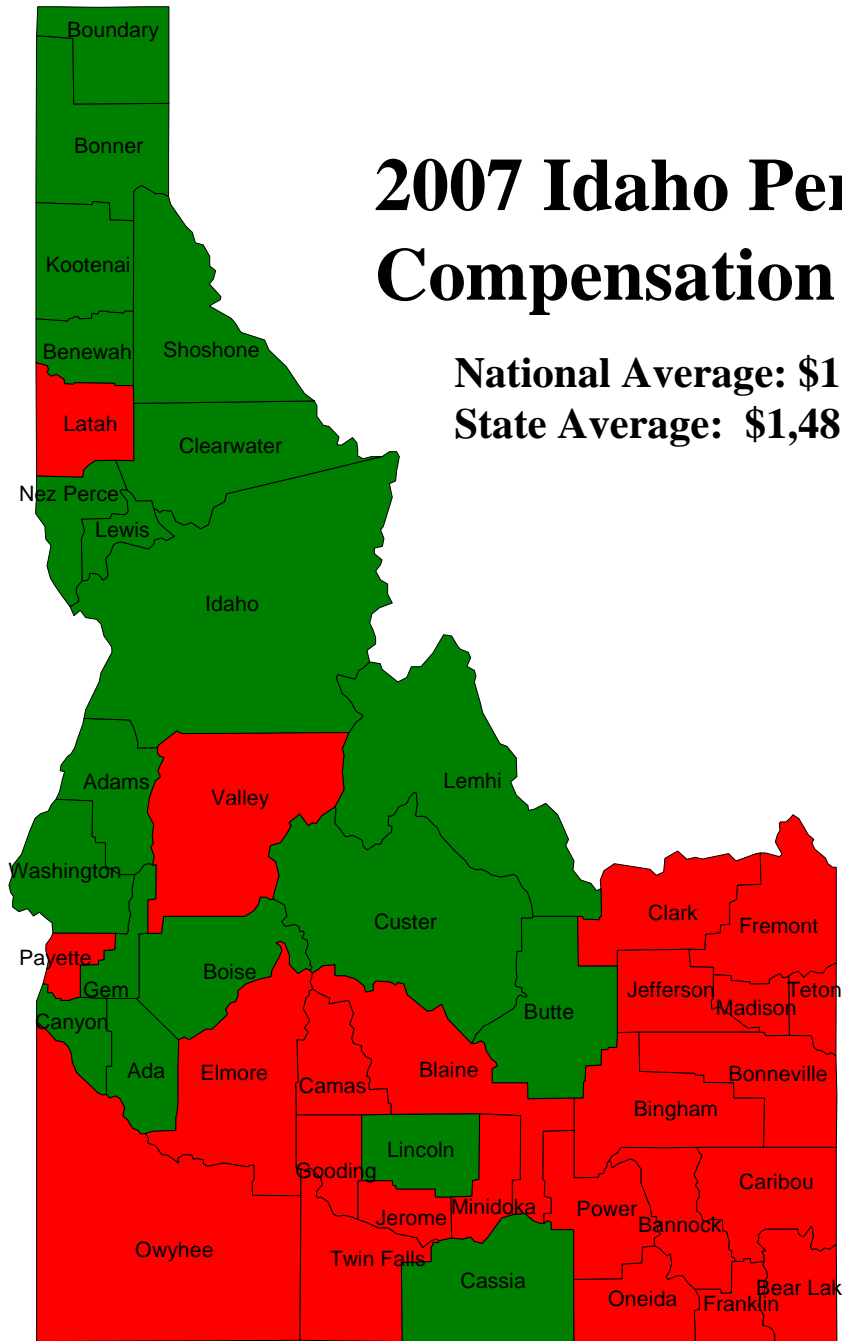 Boundary
Bonner
2007 Idaho Per
Compensation
Kootenai
Benewah
Shoshone
National Average: $1
State Average: $1,48
Latah
Clearwater
Nez Perce
Lewis
Idaho
Adams
Valley
Lemhi
Washington
Custer
Clark
Fremont
Payette
Boise
Gem
Jefferson
Madison
Teton
Canyon
Butte
Ada
Elmore
Camas
Blaine
Bonneville
Bingham
Lincoln
Gooding
Caribou
Minidoka
Power
Jerome
Bannock
Owyhee
Twin Falls
Cassia
Bear Lak
Oneida
Franklin